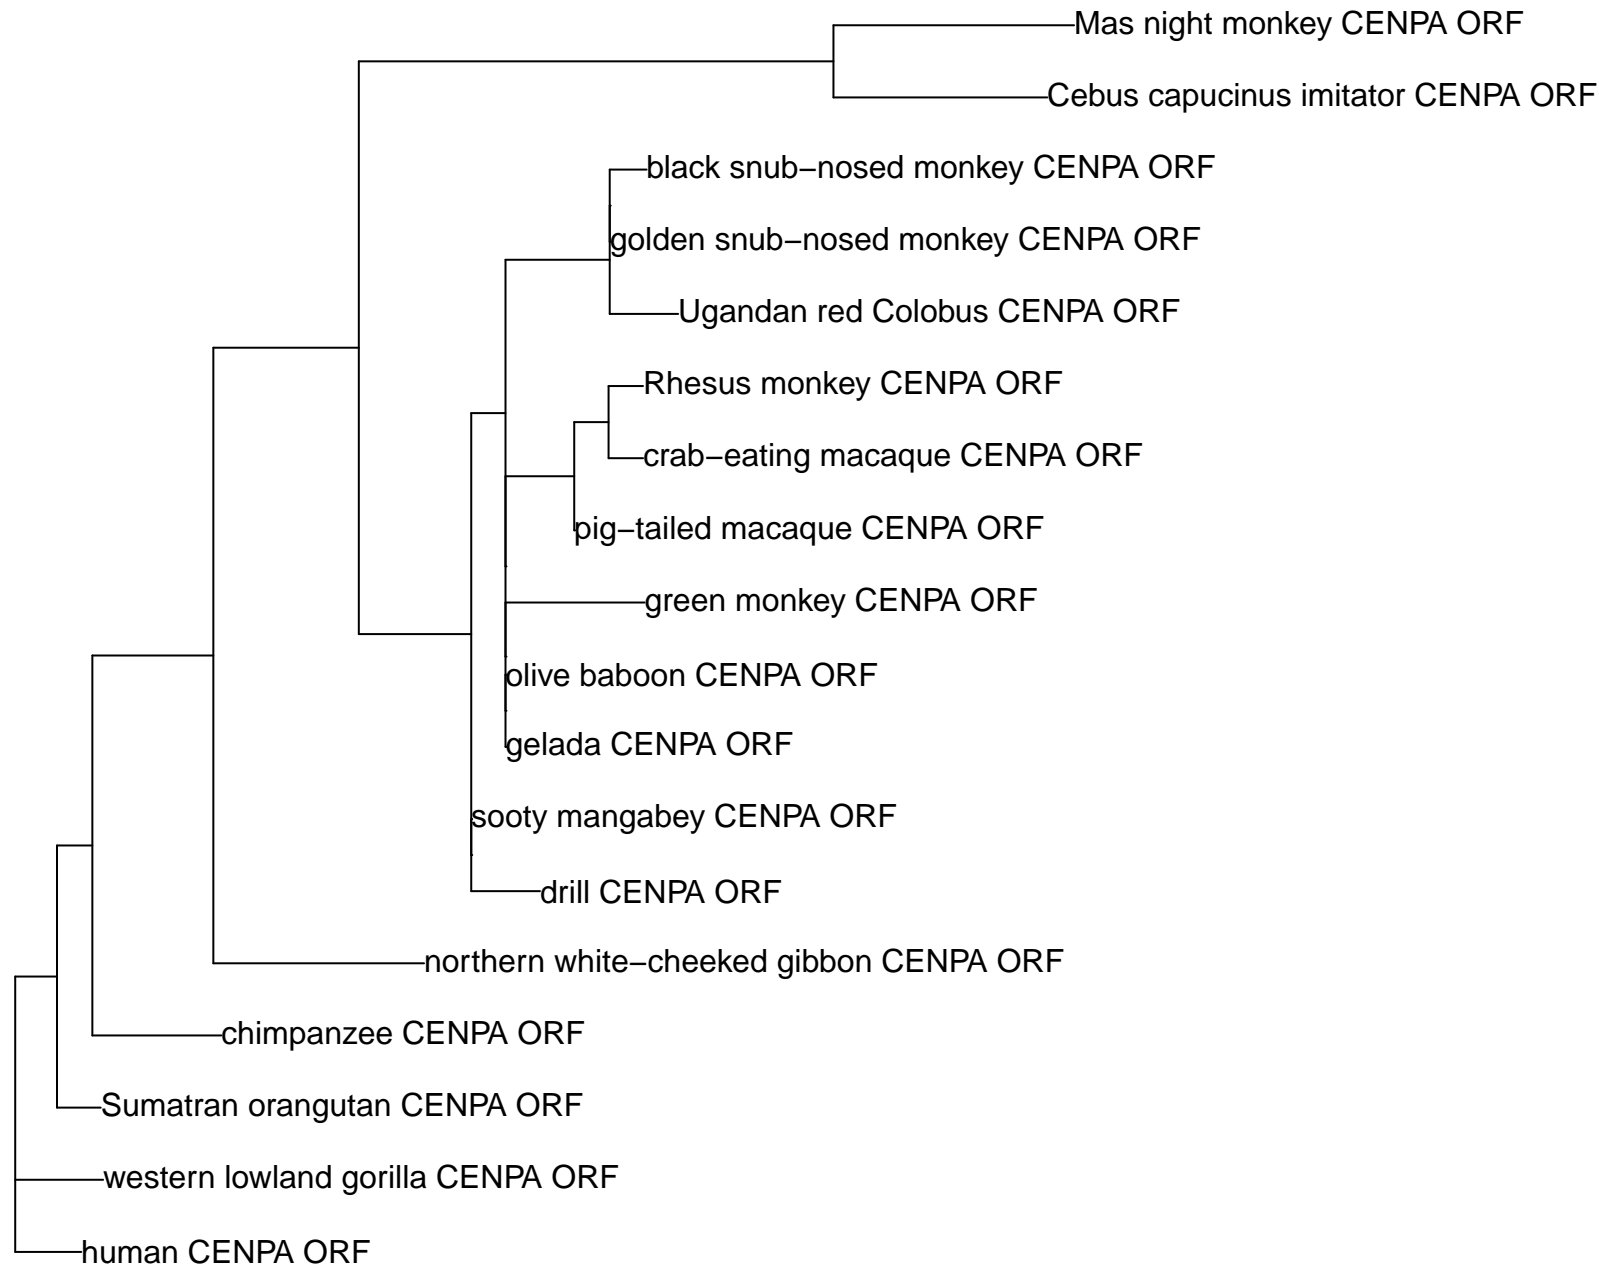 Mas night monkey CENPA ORF
Cebus capucinus imitator CENPA ORF
black snub−nosed monkey CENPA ORF
golden snub−nosed monkey CENPA ORF
Ugandan red Colobus CENPA ORF
Rhesus monkey CENPA ORF
crab−eating macaque CENPA ORF
pig−tailed macaque CENPA ORF
green monkey CENPA ORF
olive baboon CENPA ORF
gelada CENPA ORF
sooty mangabey CENPA ORF
drill CENPA ORF
northern white−cheeked gibbon CENPA ORF
chimpanzee CENPA ORF
Sumatran orangutan CENPA ORF
western lowland gorilla CENPA ORF
human CENPA ORF